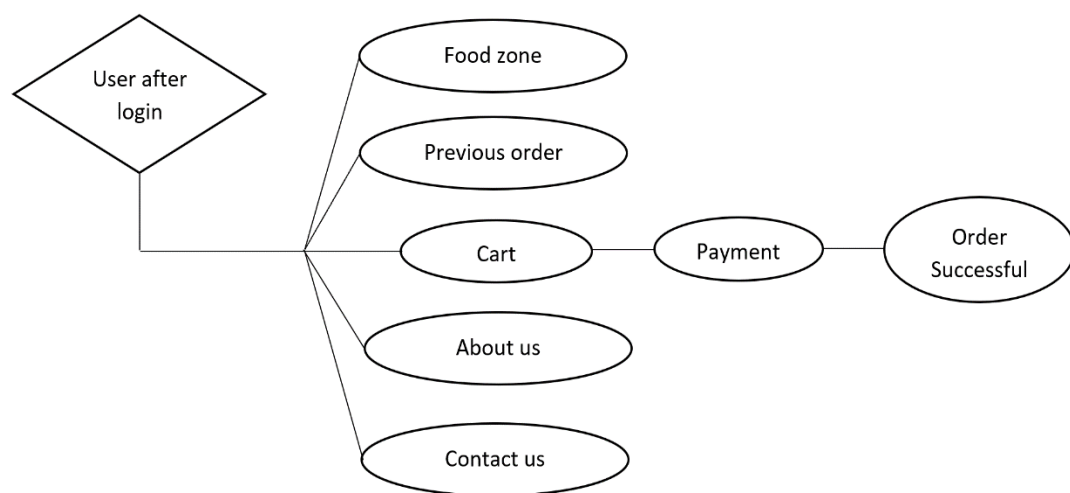 User after
login
Food zone
Previous order
Cart
Payment
Order
Successful
About us
Contact us